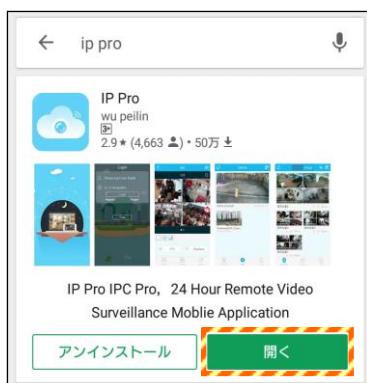 ip pro
IP Pro
wu peilin
3+
2.9★ (4,663 ) • 50万
IP Pro IPC Pro, 24 Hour Remote Video
Surveillance Moblie Application
アンインストール
開く